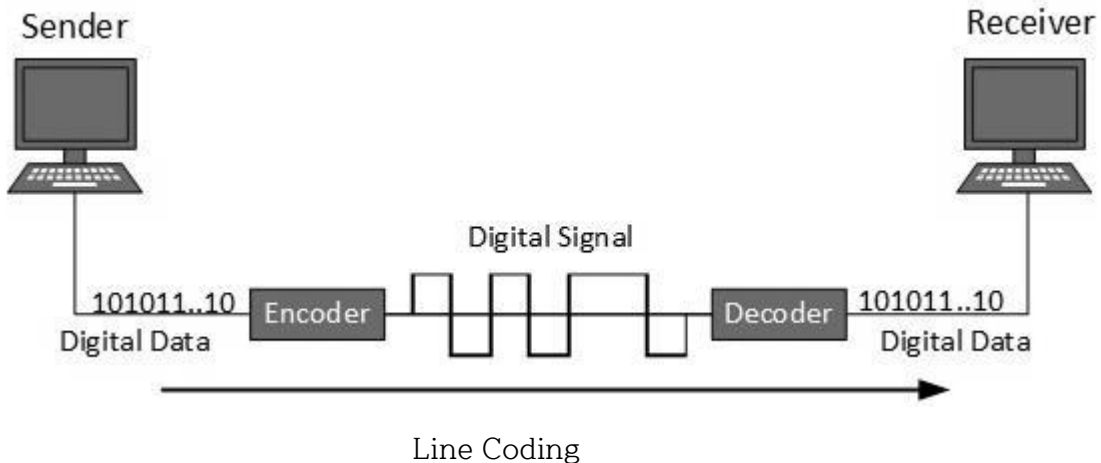 Sender
Receiver
Digital Signal
101011..10
Encoder
Decoder
101011..10
Digital Data
Digital Data
Line Coding